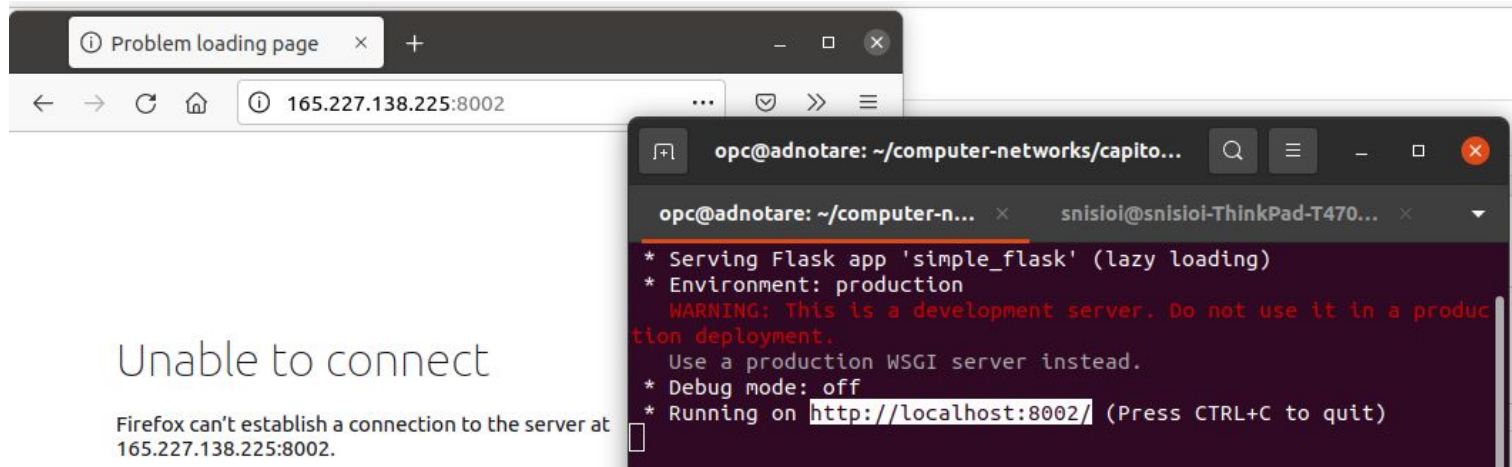 Problem loading page
165.227.138.225:8002
Unable to connect
Firefox can’t establish a connection to the server at
165.227.138.225:8002.
opc@adnotare: ~/computer-networks/capito...
opc@adnotare: ~/computer-n...
snisioi@snisioi-ThinkPad-T470...
* Serving Flask app 'simple_flask' (lazy loading)
* Environment: production
WARNING: This is a development server. Do not use it in a produc
tion deployment.
Use a production WSGI server instead.
* Debug mode: off
* Running on http://localhost:8002/ (Press CTRL+C to quit)